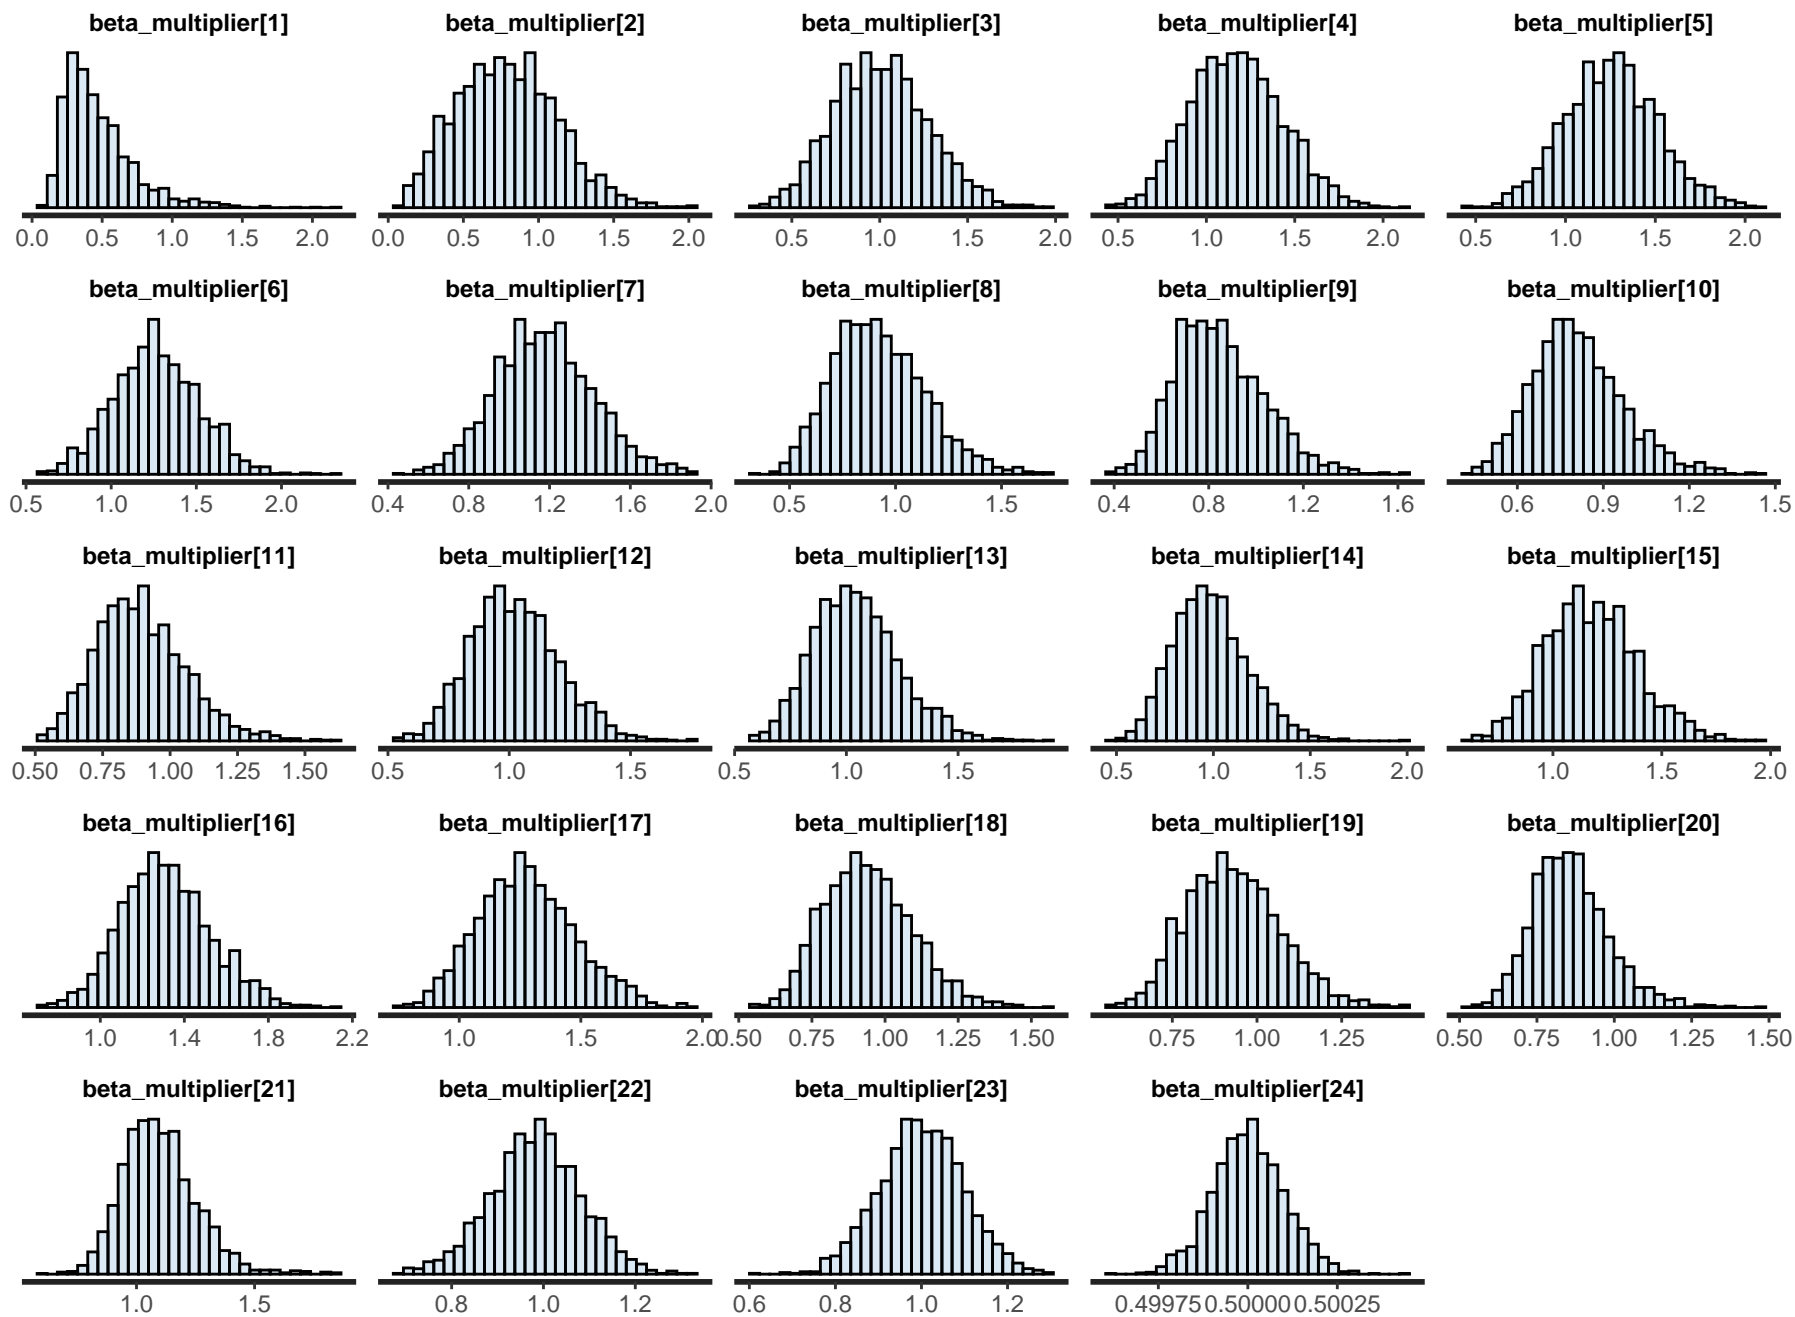 beta_multiplier[1] beta_multiplier[2] beta_multiplier[3] beta_multiplier[4] beta_multiplier[5]
0.0 0.5 1.0 1.5 2.0 0.0 0.5 1.0 1.5 2.0 0.5 1.0 1.5 2.0 0.5 1.0 1.5 2.0 0.5 1.0 1.5 2.0
beta_multiplier[6] beta_multiplier[7] beta_multiplier[8] beta_multiplier[9] beta_multiplier[10]
0.5 1.0 1.5 2.0 0.4 0.8 1.2 1.6 2.0 0.5 1.0 1.5 0.4 0.8 1.2 1.6 0.6 0.9 1.2 1.5
beta_multiplier[11] beta_multiplier[12] beta_multiplier[13] beta_multiplier[14] beta_multiplier[15]
0.50 0.75 1.00 1.25 1.50 0.5 1.0 1.5 0.5 1.0 1.5 0.5 1.0 1.5 2.0 1.0 1.5 2.0
beta_multiplier[16] beta_multiplier[17] beta_multiplier[18] beta_multiplier[19] beta_multiplier[20]
1.0 1.4 1.8 2.2 1.0 1.5 2.0 0.50 0.75 1.00 1.25 1.50 0.75 1.00 1.25 0.50 0.75 1.00 1.25 1.50
beta_multiplier[21] beta_multiplier[22] beta_multiplier[23] beta_multiplier[24]
1.0 1.5 0.8 1.0 1.2 0.6 0.8 1.0 1.2 0.49975 0.50000 0.50025